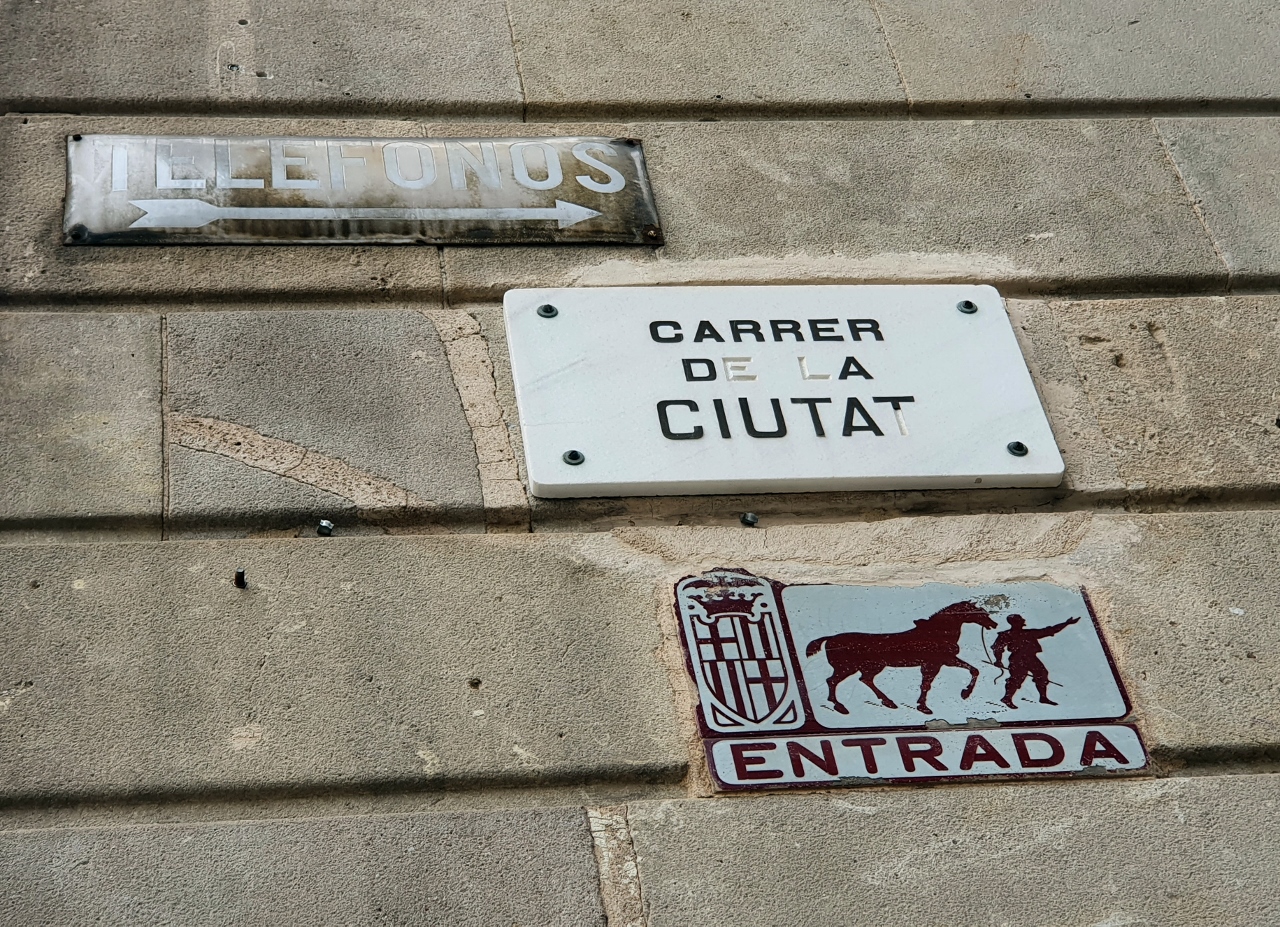 TELEFONOS
CARRER
DE LA
CIUTAT
ENTRADA